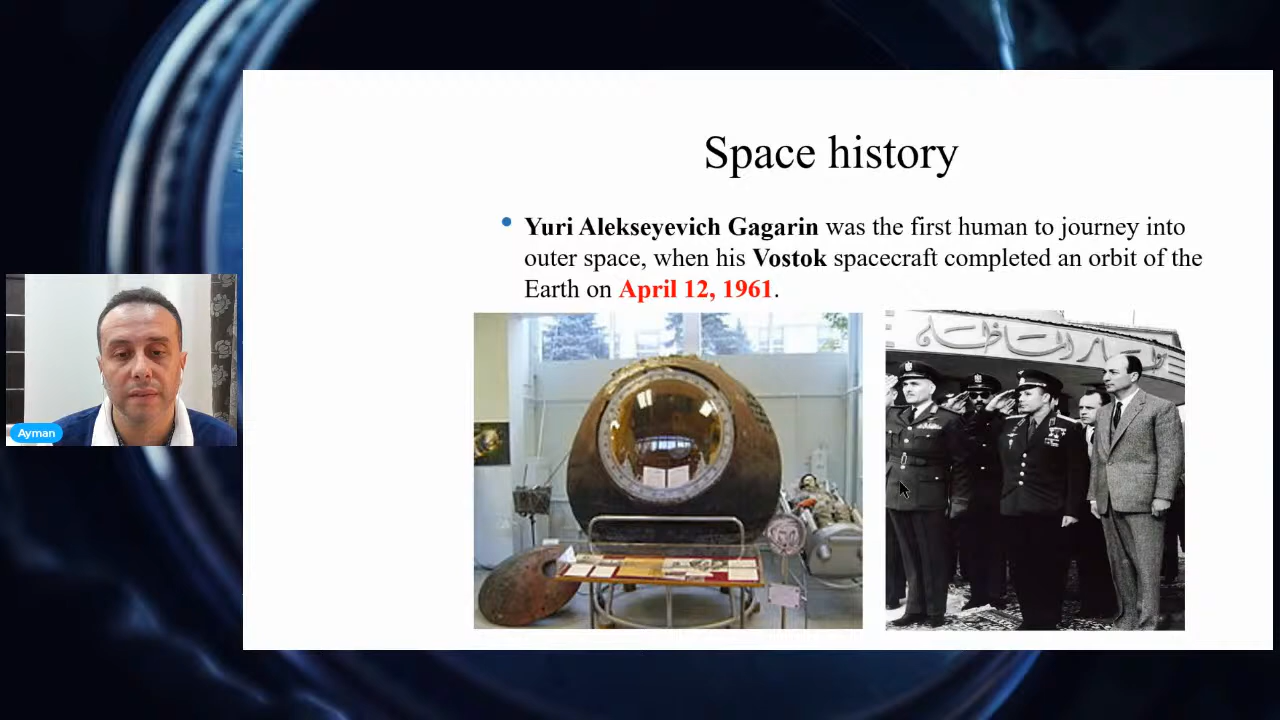 Space history
Yuri Alekseyevich Gagarin was the first human to journey into
outer space, when his Vostok spacecraft completed an orbit of the
Earth on April 12, 1961.
Ayman